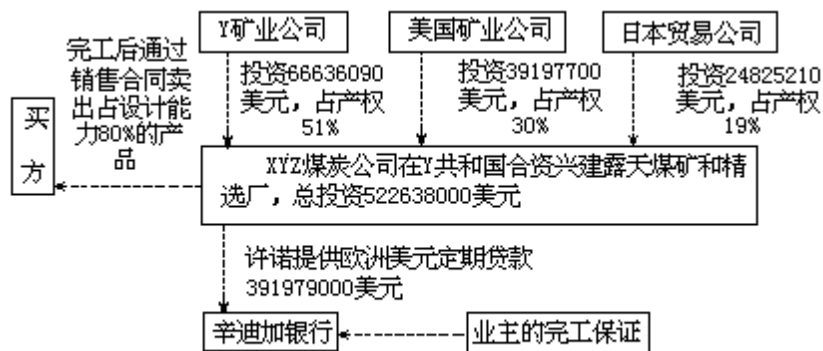 Y矿业公司
美国矿业公司
日本贸易公司
完工后通过
销售合同卖
出占设计能
力80%的产
品
投资66636090
美元，占产权
51%
投资39197700
美元，占产权
30%
投资24825210
美元，占产权
19%
买
方
XYZ煤炭公司在Y共和国合资兴建露天煤矿和精
选厂，总投资522638000美元
许诺提供欧洲美元定期贷款
391979000美元
辛迪加银行
业主的完工保证